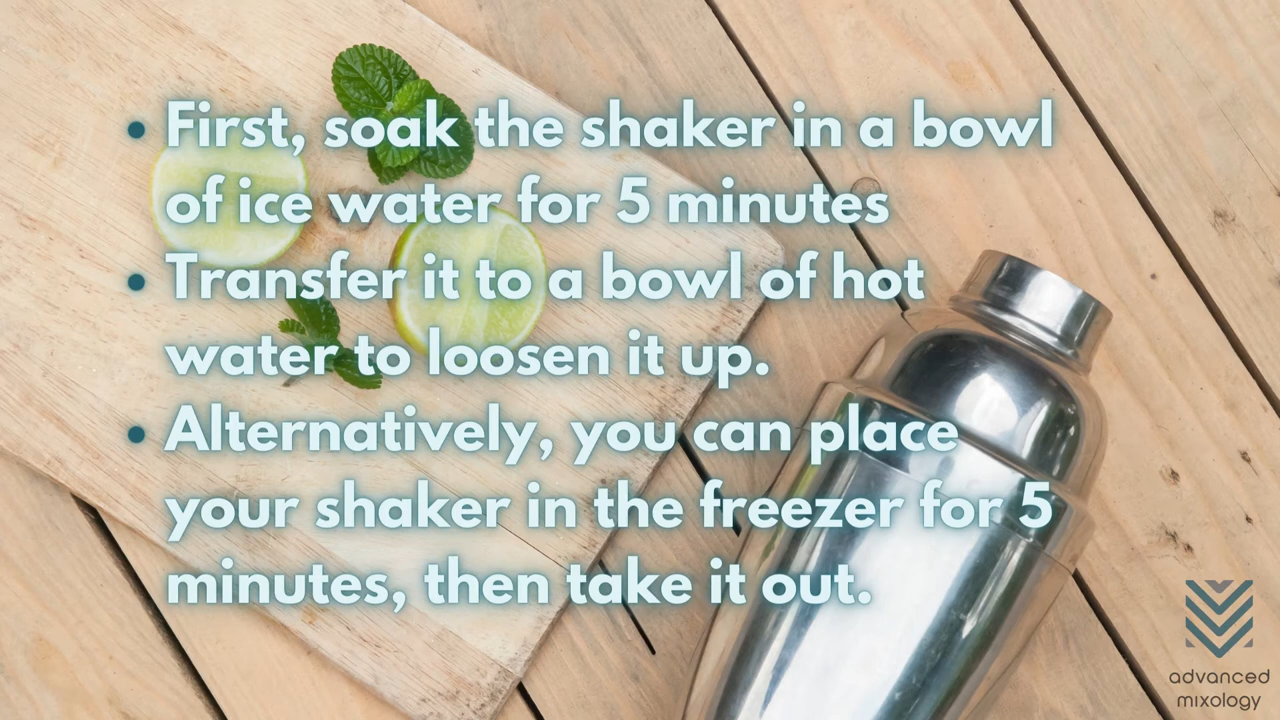 • First, soak the shaker in a bowl
of ice water for 5 minutes
• Transfer it to a bowl of hot
water to loosen it up.
• Alternatively, you can place
your shaker in the freezer for 5
minutes, then take it out.
advanced
mixology